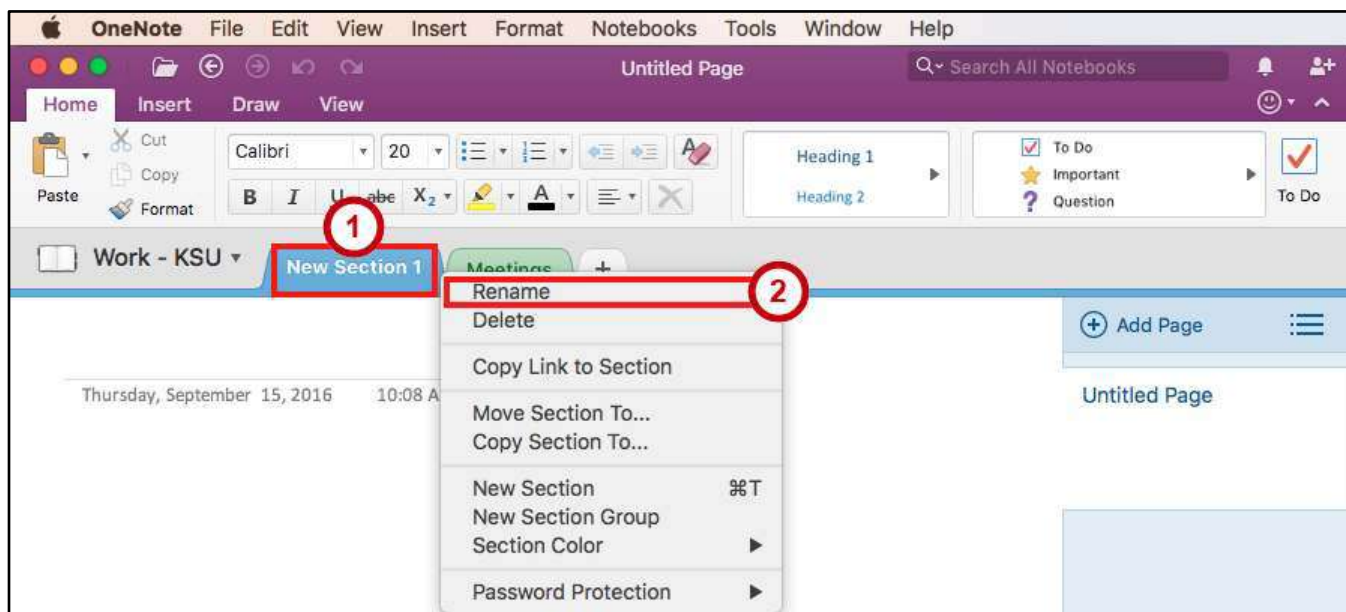 OneNote File Edit View Insert Format Notebooks Tools Window Help
Untitled Page
Search All Notebooks
Home Insert Draw View
Cut
Copy
Format
Paste
Calibri 20
B I U abc X2 A
Heading 1
Heading 2
To Do
Important
? Question
To Do
1
Work - KSU
New Section 1
Meetings +
Rename
2
Delete
Copy Link to Section
Move Section To...
Copy Section To...
New Section ⌘T
New Section Group
Section Color
Password Protection
Add Page
Untitled Page
Thursday, September 15, 2016 10:08 A